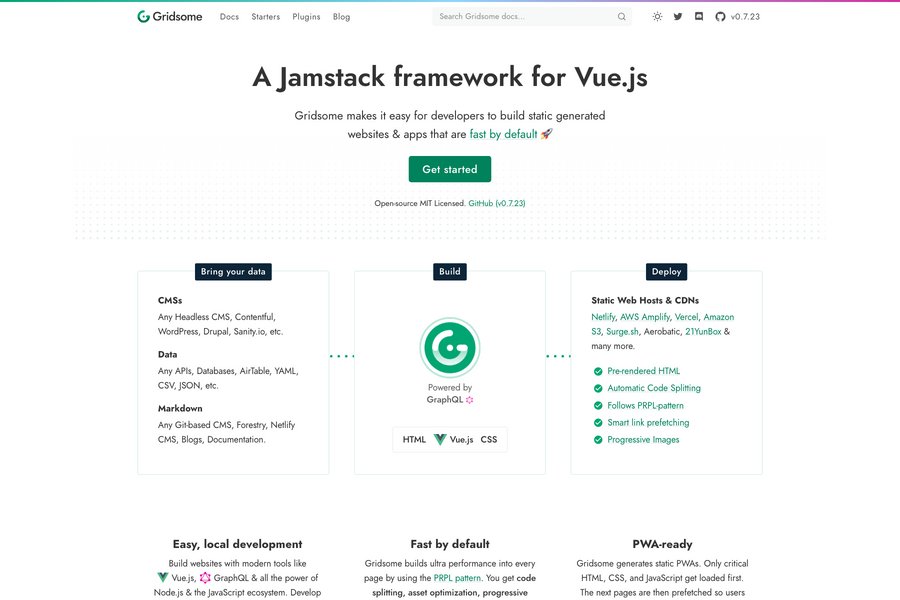 Gridsome
Docs
Starters
Plugins
Blog
Search Gridsome docs...
v0.7.23
A Jamstack framework for Vue.js
Gridsome makes it easy for developers to build static generated
websites & apps that are fast by default 🚀
Get started
Open-source MIT Licensed. GitHub (v0.7.23)
Bring your data
CMSs
Any Headless CMS, Contentful,
WordPress, Drupal, Sanity.io, etc.
Data
Any APIs, Databases, AirTable, YAML,
CSV, JSON, etc.
Markdown
Any Git-based CMS, Forestry, Netlify
CMS, Blogs, Documentation.
Build
Powered by
GraphQL
HTML Vue.js CSS
Deploy
Static Web Hosts & CDNs
Netlify, AWS Amplify, Vercel, Amazon
S3, Surge.sh, Aerobatic, 21YunBox &
many more.
Pre-rendered HTML
Automatic Code Splitting
Follows PRPL-pattern
Smart link prefetching
Progressive Images
Easy, local development
Build websites with modern tools like
Vue.js, GraphQL & all the power of
Node.js & the JavaScript ecosystem. Develop
Fast by default
Gridsome builds ultra performance into every
page by using the PRPL pattern. You get code
splitting, asset optimization, progressive
PWA-ready
Gridsome generates static PWAs. Only critical
HTML, CSS, and JavaScript get loaded first.
The next pages are then prefetched so users